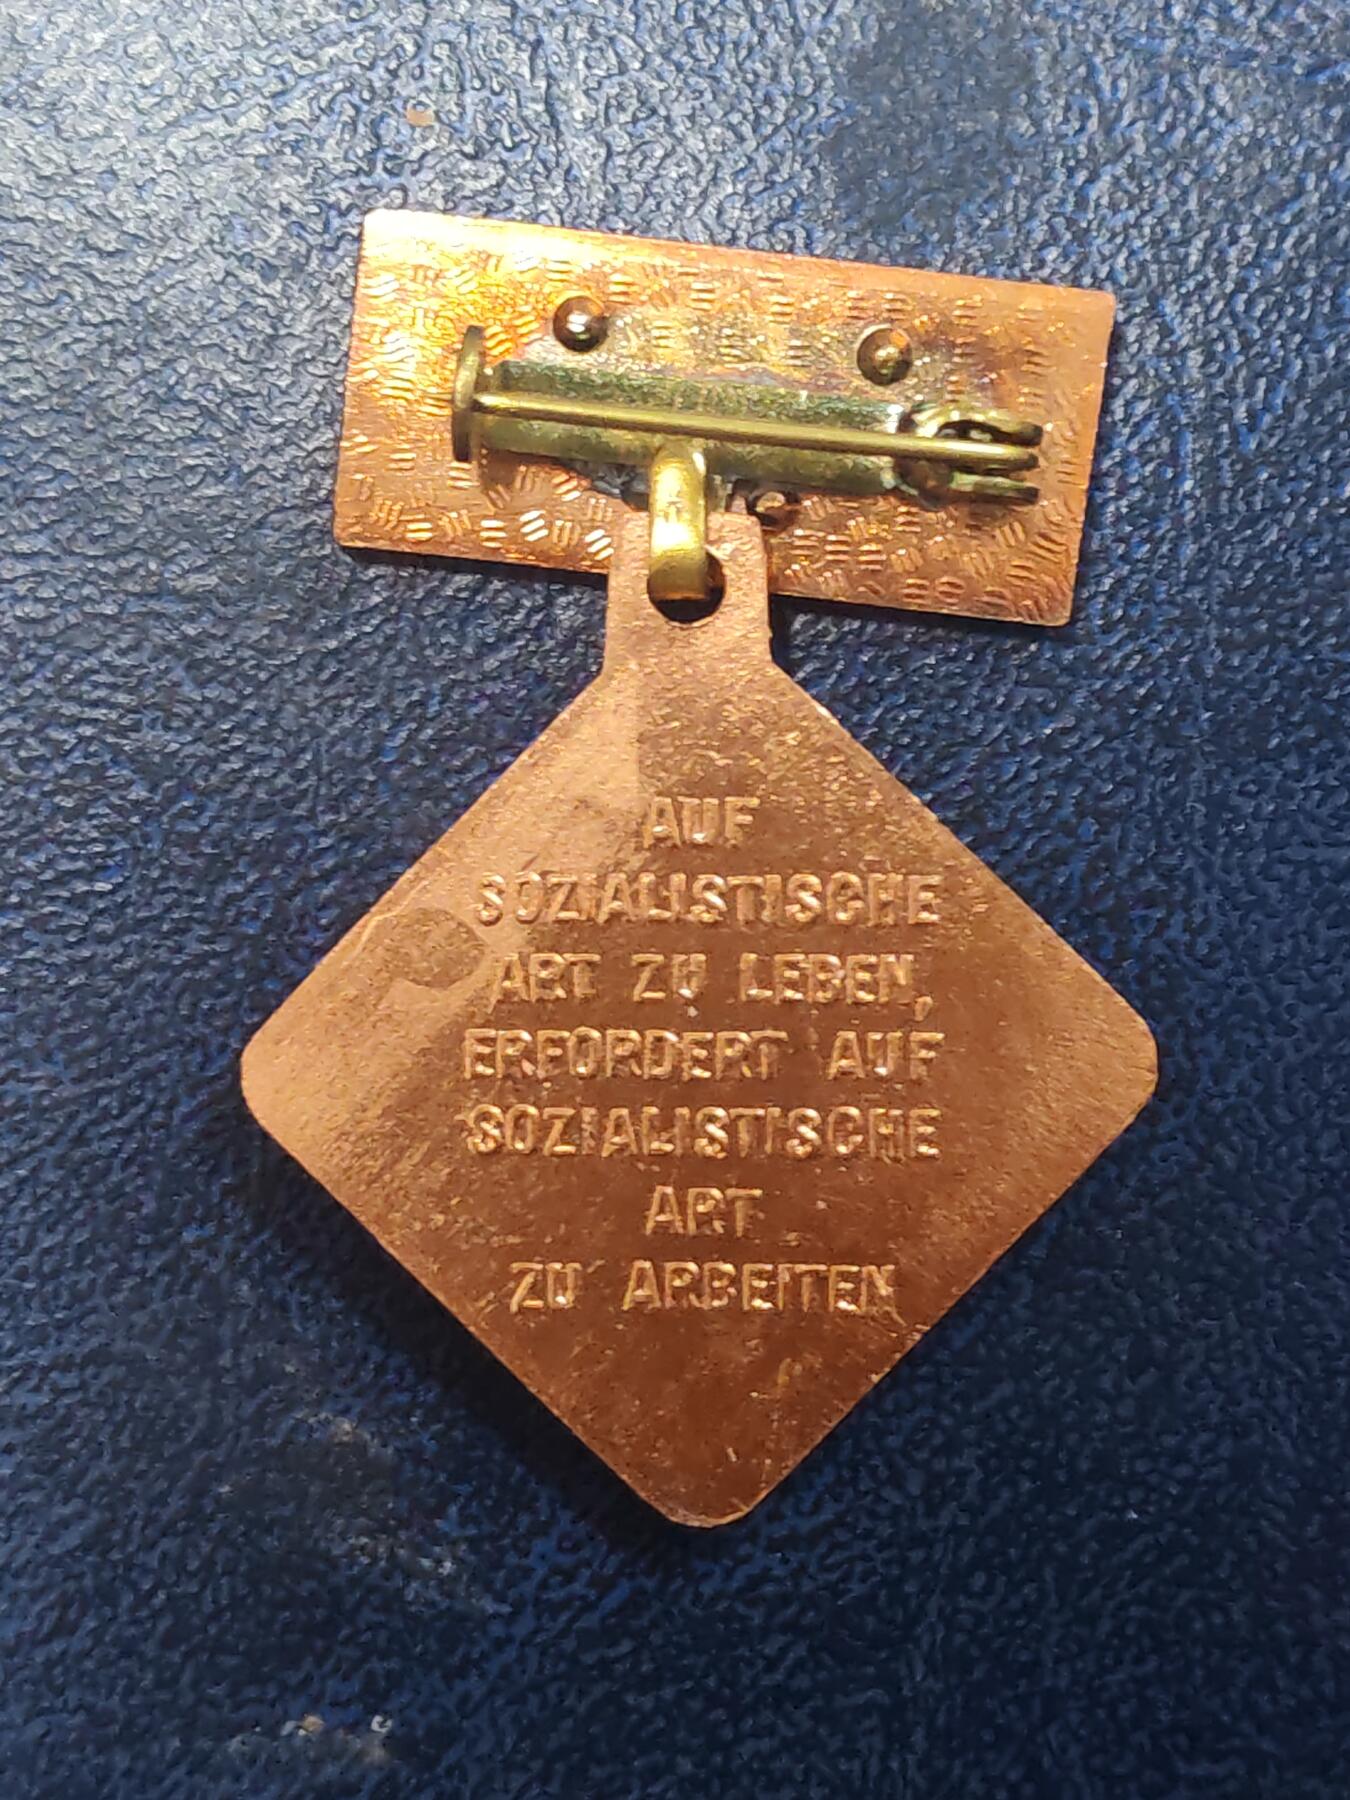 AUF
SOZIALISTISCHE
ART ZU LEBEN,
ERFORDERT AUF
SOZIALISTISCHE
ART
ZU ARBEITEN